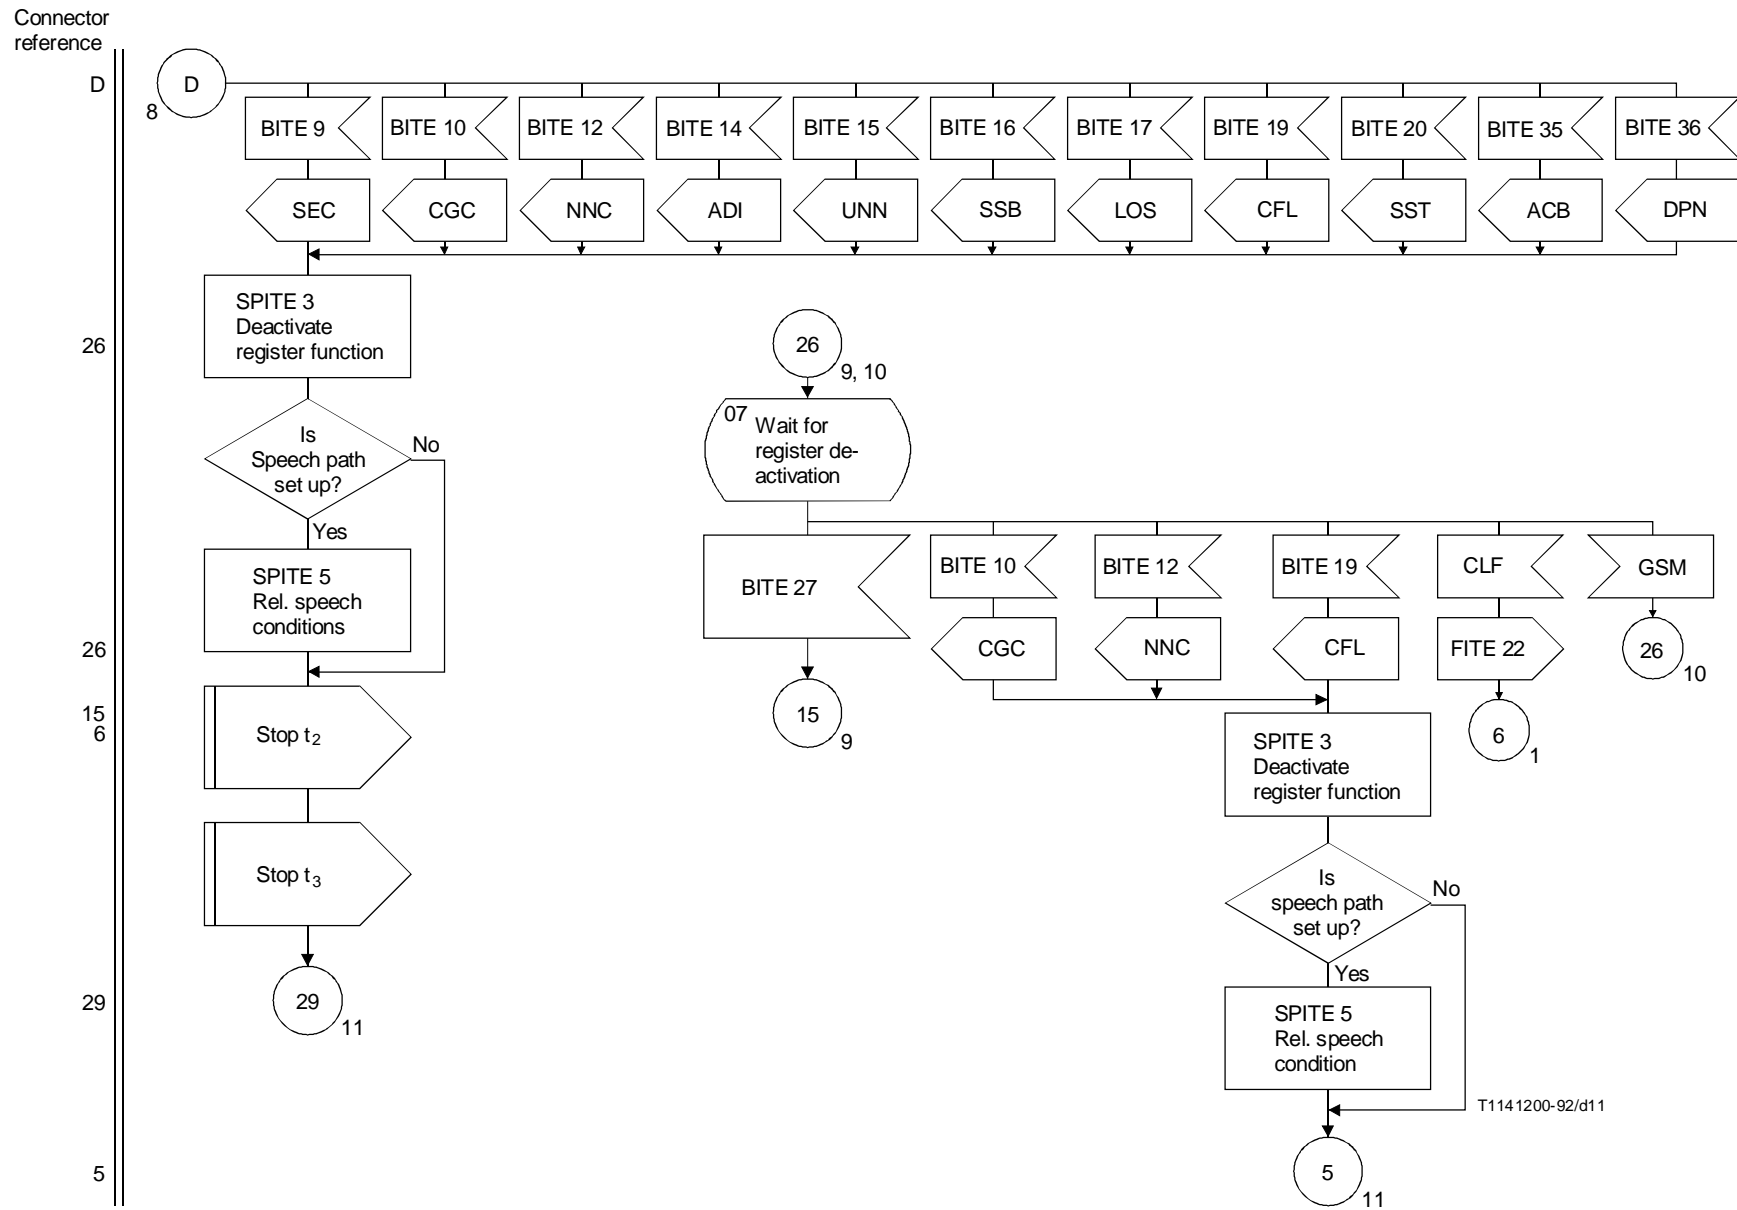 Connector
reference
D
D
8
BITE 9
BITE 10
BITE 12
BITE 14
BITE 15
BITE 16
BITE 17
BITE 19
BITE 20
BITE 35
BITE 36
SEC
CGC
NNC
ADI
UNN
SSB
LOS
CFL
SST
ACB
DPN
SPITE 3
Deactivate
register function
26
26
9, 10
07
Wait for
register de-
activation
Is
Speech path
set up?
No
Yes
SPITE 5
Rel. speech
conditions
BITE 27
BITE 10
BITE 12
BITE 19
CLF
GSM
CGC
NNC
CFL
FITE 22
26
10
26
15
6
Stop t2
15
9
6
1
SPITE 3
Deactivate
register function
Stop t3
Is
speech path
set up?
No
Yes
29
29
11
SPITE 5
Rel. speech
condition
T1141200-92/d11
5
5
11